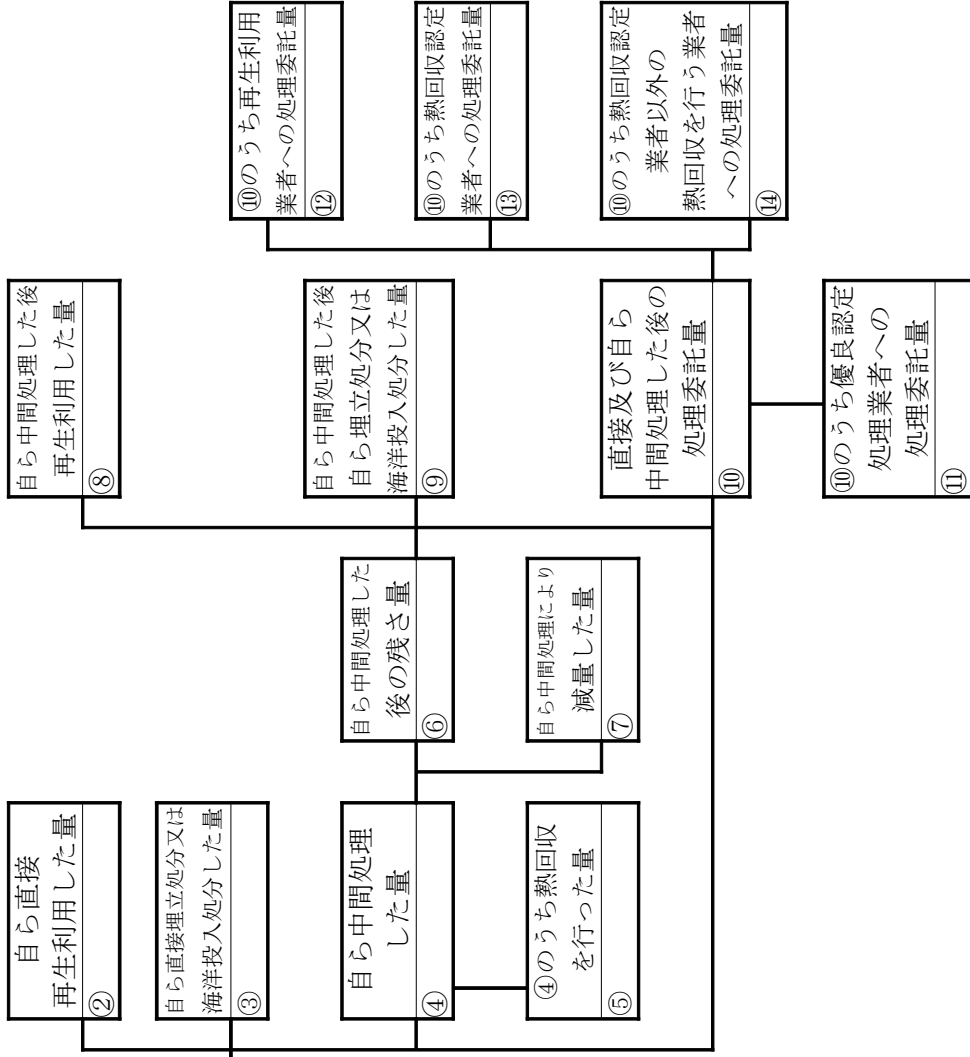 自ら直接
再生利用した量
②
自ら直接埋立処分又は
海洋投入処分した量
③
自ら中間処理
した量
④
④のうち熱回収
を行った量
⑤
自ら中間処理した
後の残さ量
⑥
自ら中間処理により
減量した量
⑦
自ら中間処理した後
再生利用した量
⑧
自ら中間処理した後
自ら埋立処分又は
海洋投入処分した量
⑨
直接及び自ら
中間処理した後の
処理委託量
⑩
⑩のうち優良認定
処理業者への
処理委託量
⑪
⑩のうち再生利用
業者への処理委託量
⑫
⑩のうち熱回収認定
業者への処理委託量
⑬
⑩のうち熱回収認定
業者以外の
熱回収を行う業者
への処理委託量
⑭